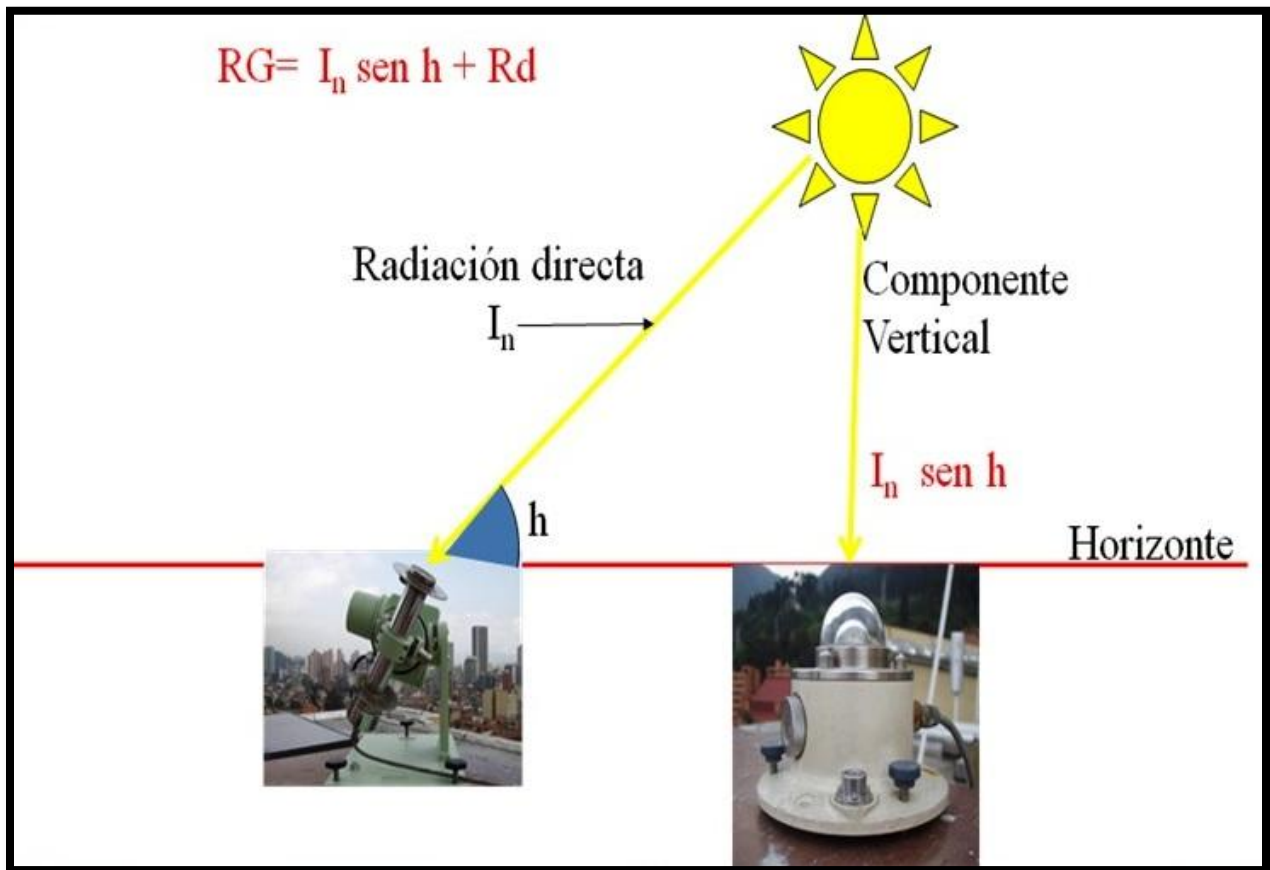 RG= Iₙ sen h + Rd
Radiación directa
Iₙ
Componente
Vertical
Iₙ sen h
h
Horizonte